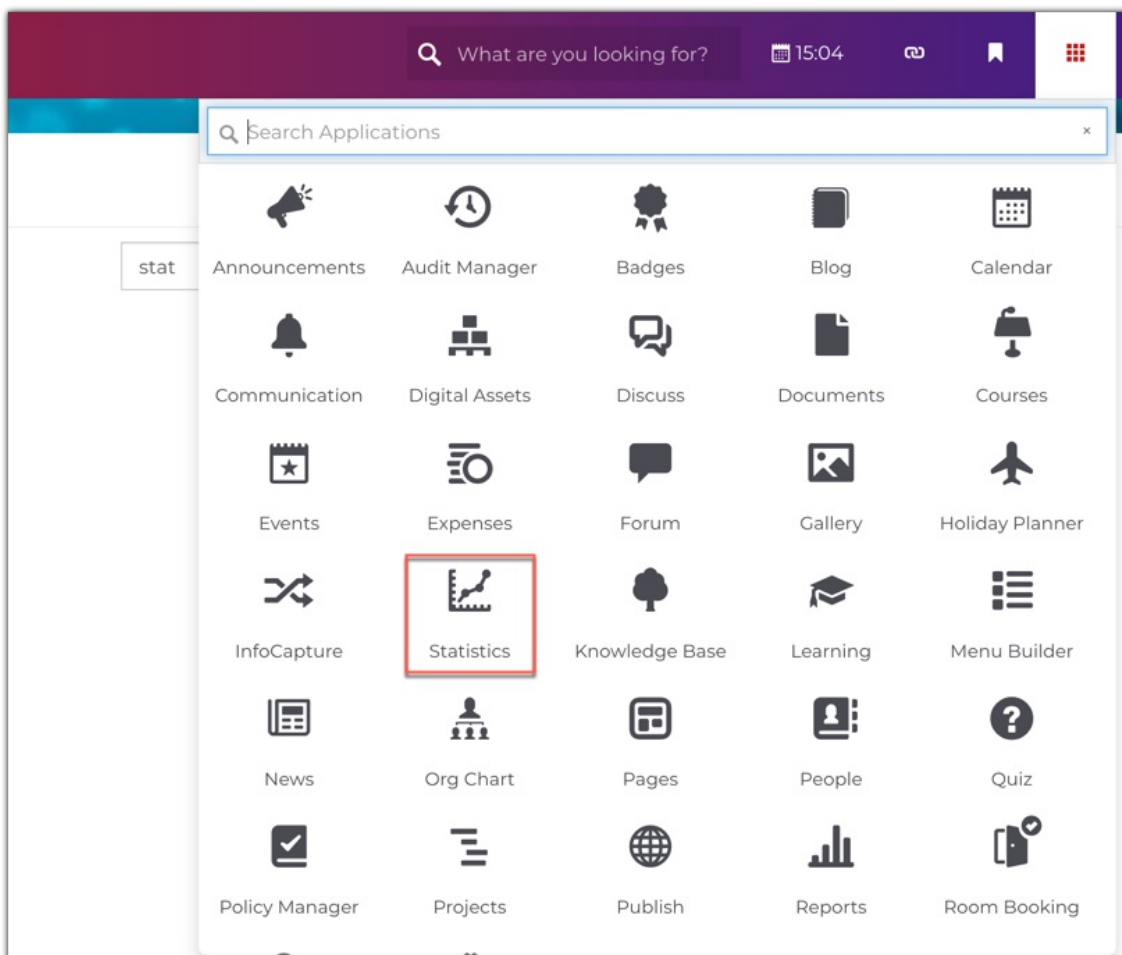 What are you looking for? 15:04
Search Applications ×
stat
Announcements Audit Manager Badges Blog Calendar
Communication Digital Assets Discuss Documents Courses
Events Expenses Forum Gallery Holiday Planner
InfoCapture Statistics Knowledge Base Learning Menu Builder
News Org Chart Pages People Quiz
Policy Manager Projects Publish Reports Room Booking